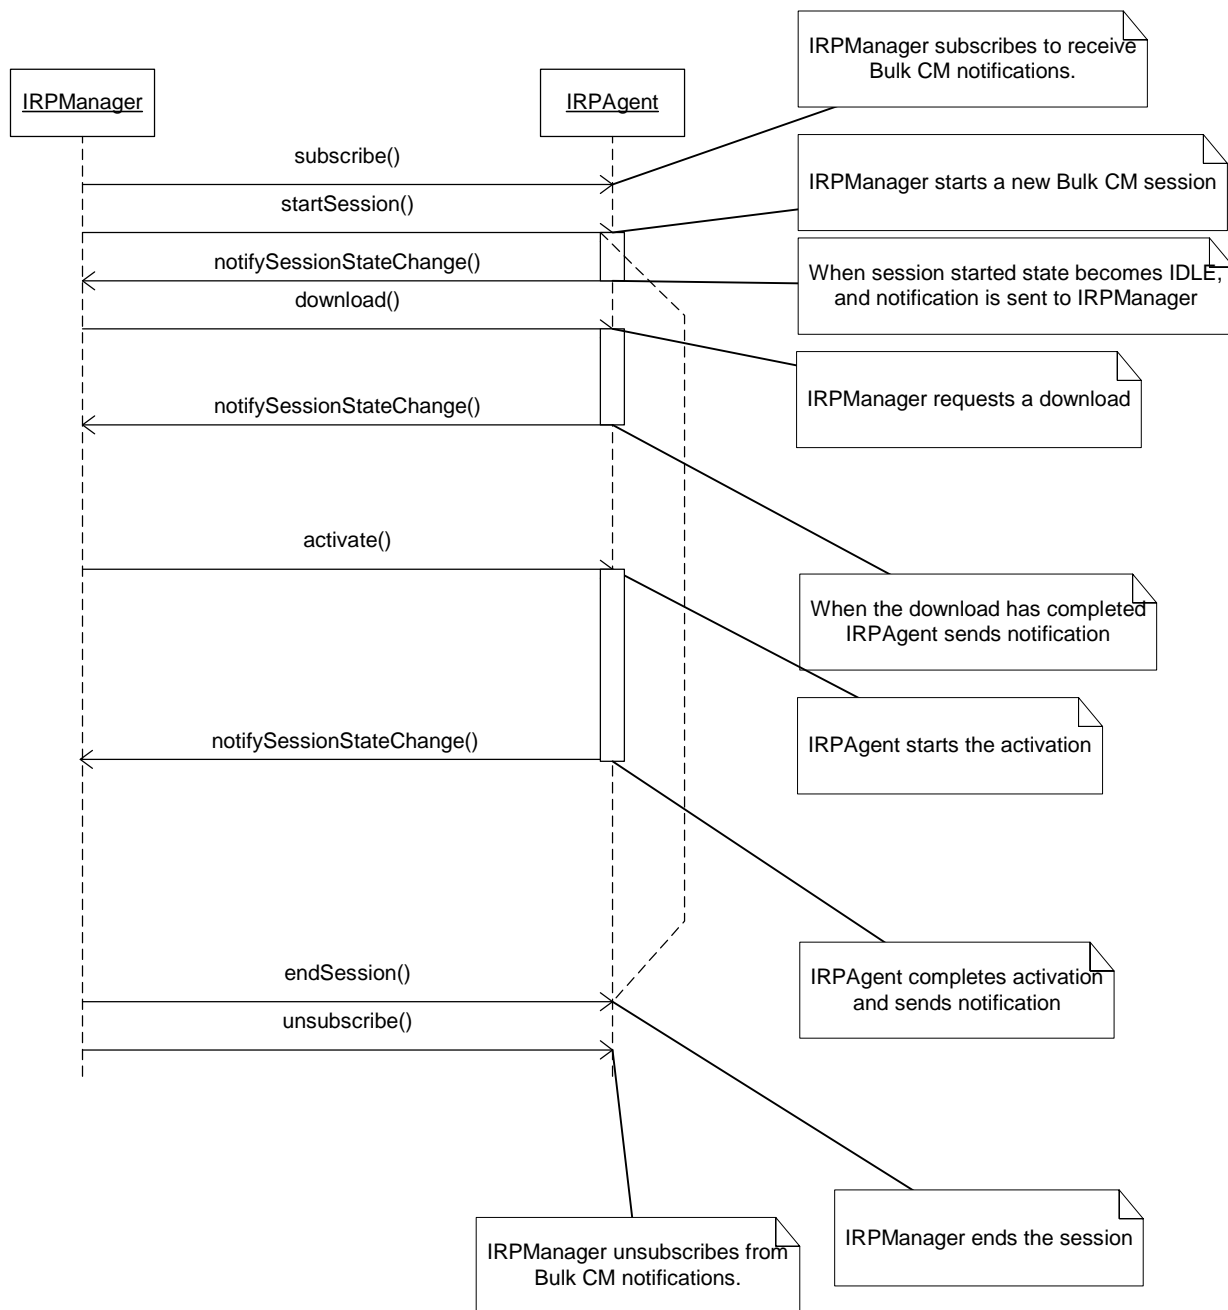 IRPManager subscribes to receive
Bulk CM notifications.
IRPManager
IRPAgent
subscribe()
IRPManager starts a new Bulk CM session
startSession()
notifySessionStateChange()
When session started state becomes IDLE,
and notification is sent to IRPManager
download()
IRPManager requests a download
notifySessionStateChange()
activate()
When the download has completed
IRPAgent sends notification
IRPAgent starts the activation
notifySessionStateChange()
endSession()
IRPAgent completes activation
and sends notification
unsubscribe()
IRPManager ends the session
IRPManager unsubscribes from
Bulk CM notifications.